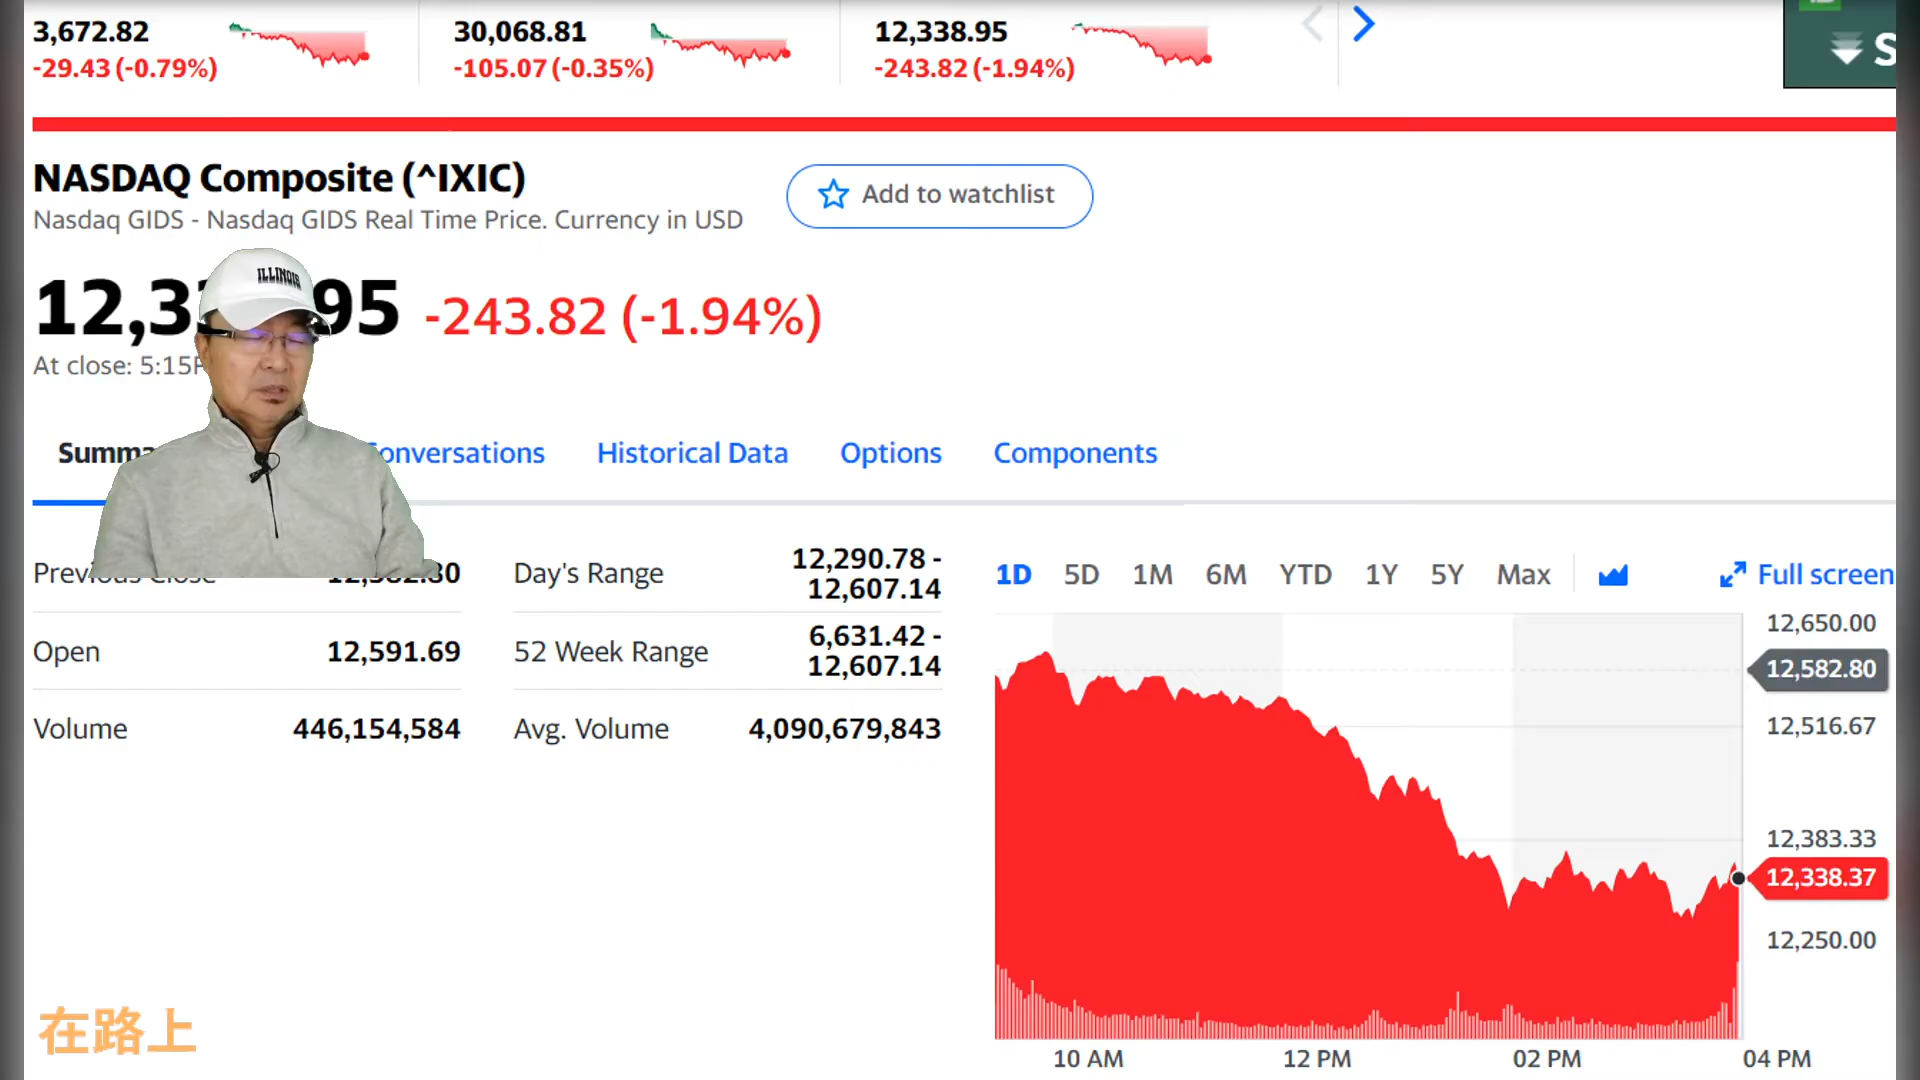 3,672.82
-29.43 (-0.79%)
30,068.81
-105.07 (-0.35%)
12,338.95
-243.82 (-1.94%)
S
NASDAQ Composite (^IXIC)
Add to watchlist
Nasdaq GIDS - Nasdaq GIDS Real Time Price. Currency in USD
-243.82 (-1.94%)
At close:
Conversations
Historical Data
Options
Components
Previous Close
Day's Range
12,290.78 -
12,607.14
Open
12,591.69
52 Week Range
6,631.42 -
12,607.14
Volume
446,154,584
Avg. Volume
4,090,679,843
1D
5D
1M
6M
YTD
1Y
5Y
Max
Full screen
12,650.00
12,582.80
12,516.67
12,383.33
12,338.37
12,250.00
10 AM
12 PM
02 PM
04 PM
ILLINOIS
在路上